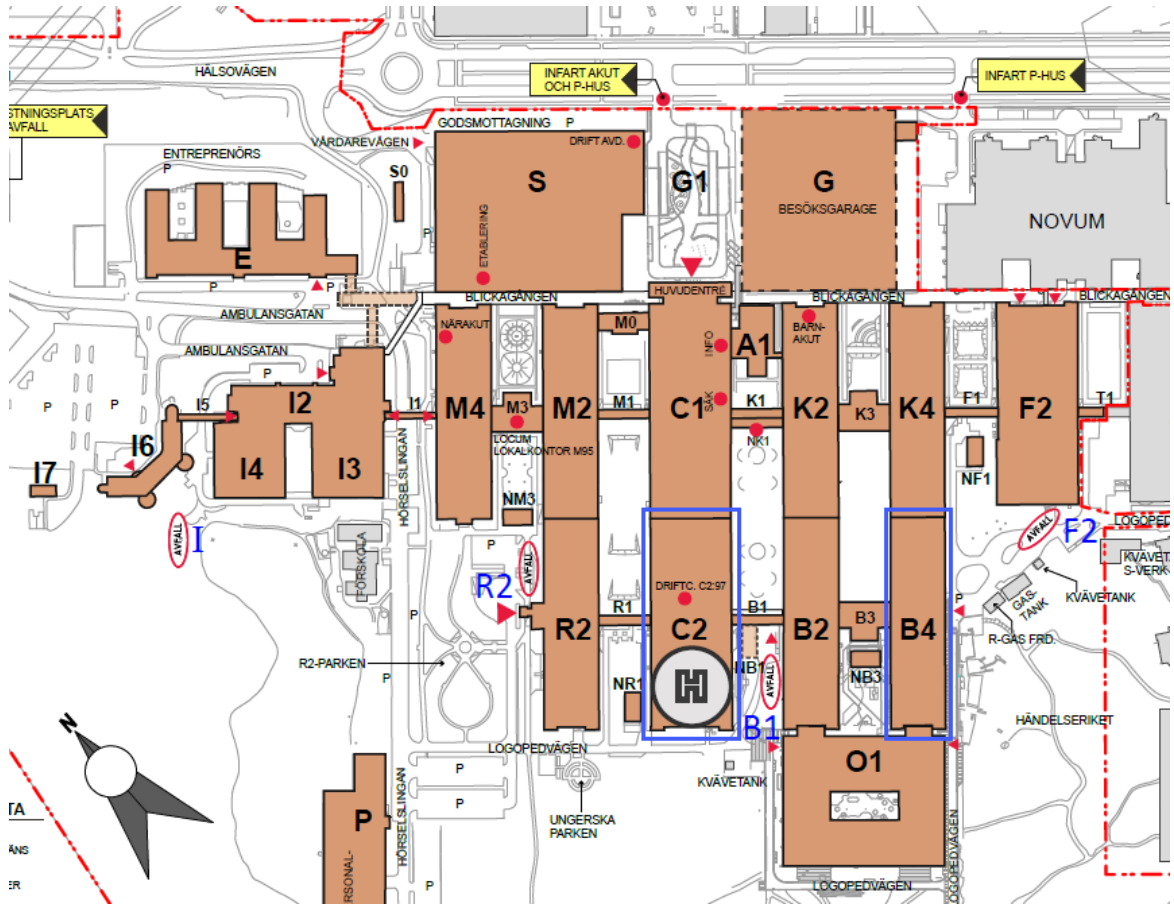 HÄLSOVÄGEN
INFART AKUT
OCH P-HUS
INFART P-HUS
STNINGSPLATS
AVFALL
GODSMOTTAGNING P
VÅRDAREVÄGEN
DRIFT AVD.
ENTREPRENÖRS
P
S0
S
G1
G
BESÖKSGARAGE
NOVUM
E
ETABLERING
P
P
P
P
HUVUDENTRÉ
BLICKAGÅNGEN
BLICKAGÅNGEN
BLICKAGÅNGEN
AMBULANSGATAN
NÄRAKUT
M0
INFO
A1
BARN-
AKUT
AMBULANSGATAN
P
P
P
I5
I2
I1
M4
M3
M2
M1
C1
SÄK
K1
K2
K3
K4
F1
F2
T1
LOCUM
LOKALKONTOR M95
NK1
I6
I7
I4
I3
HÖRSELSLINGAN
NM3
NF1
AVFALL
I
FÖRSKOLA
P
AVFALL
R2
AVFALL
F2
LOGOPED
KVÄVETA
S-VERK
KVÄVETANK
GAS-
TANK
R-GAS FRD.
DRIFTC. C2:97
P
R2
R1
C2
B1
B2
B3
B4
R2-PARKEN
P
P
NR1
H
NB1
AVFALL
NB3
B1
HÄNDELSERIKET
N
LOGOPEDVÄGEN
P
P
KVÄVETANK
O1
UNGERSKA
PARKEN
P
HÖRSELSLINGAN
P
ERSONAL-
LOGOPEDVÄGEN
LOGOPEDVÄGEN
TA
ÄNS
ER